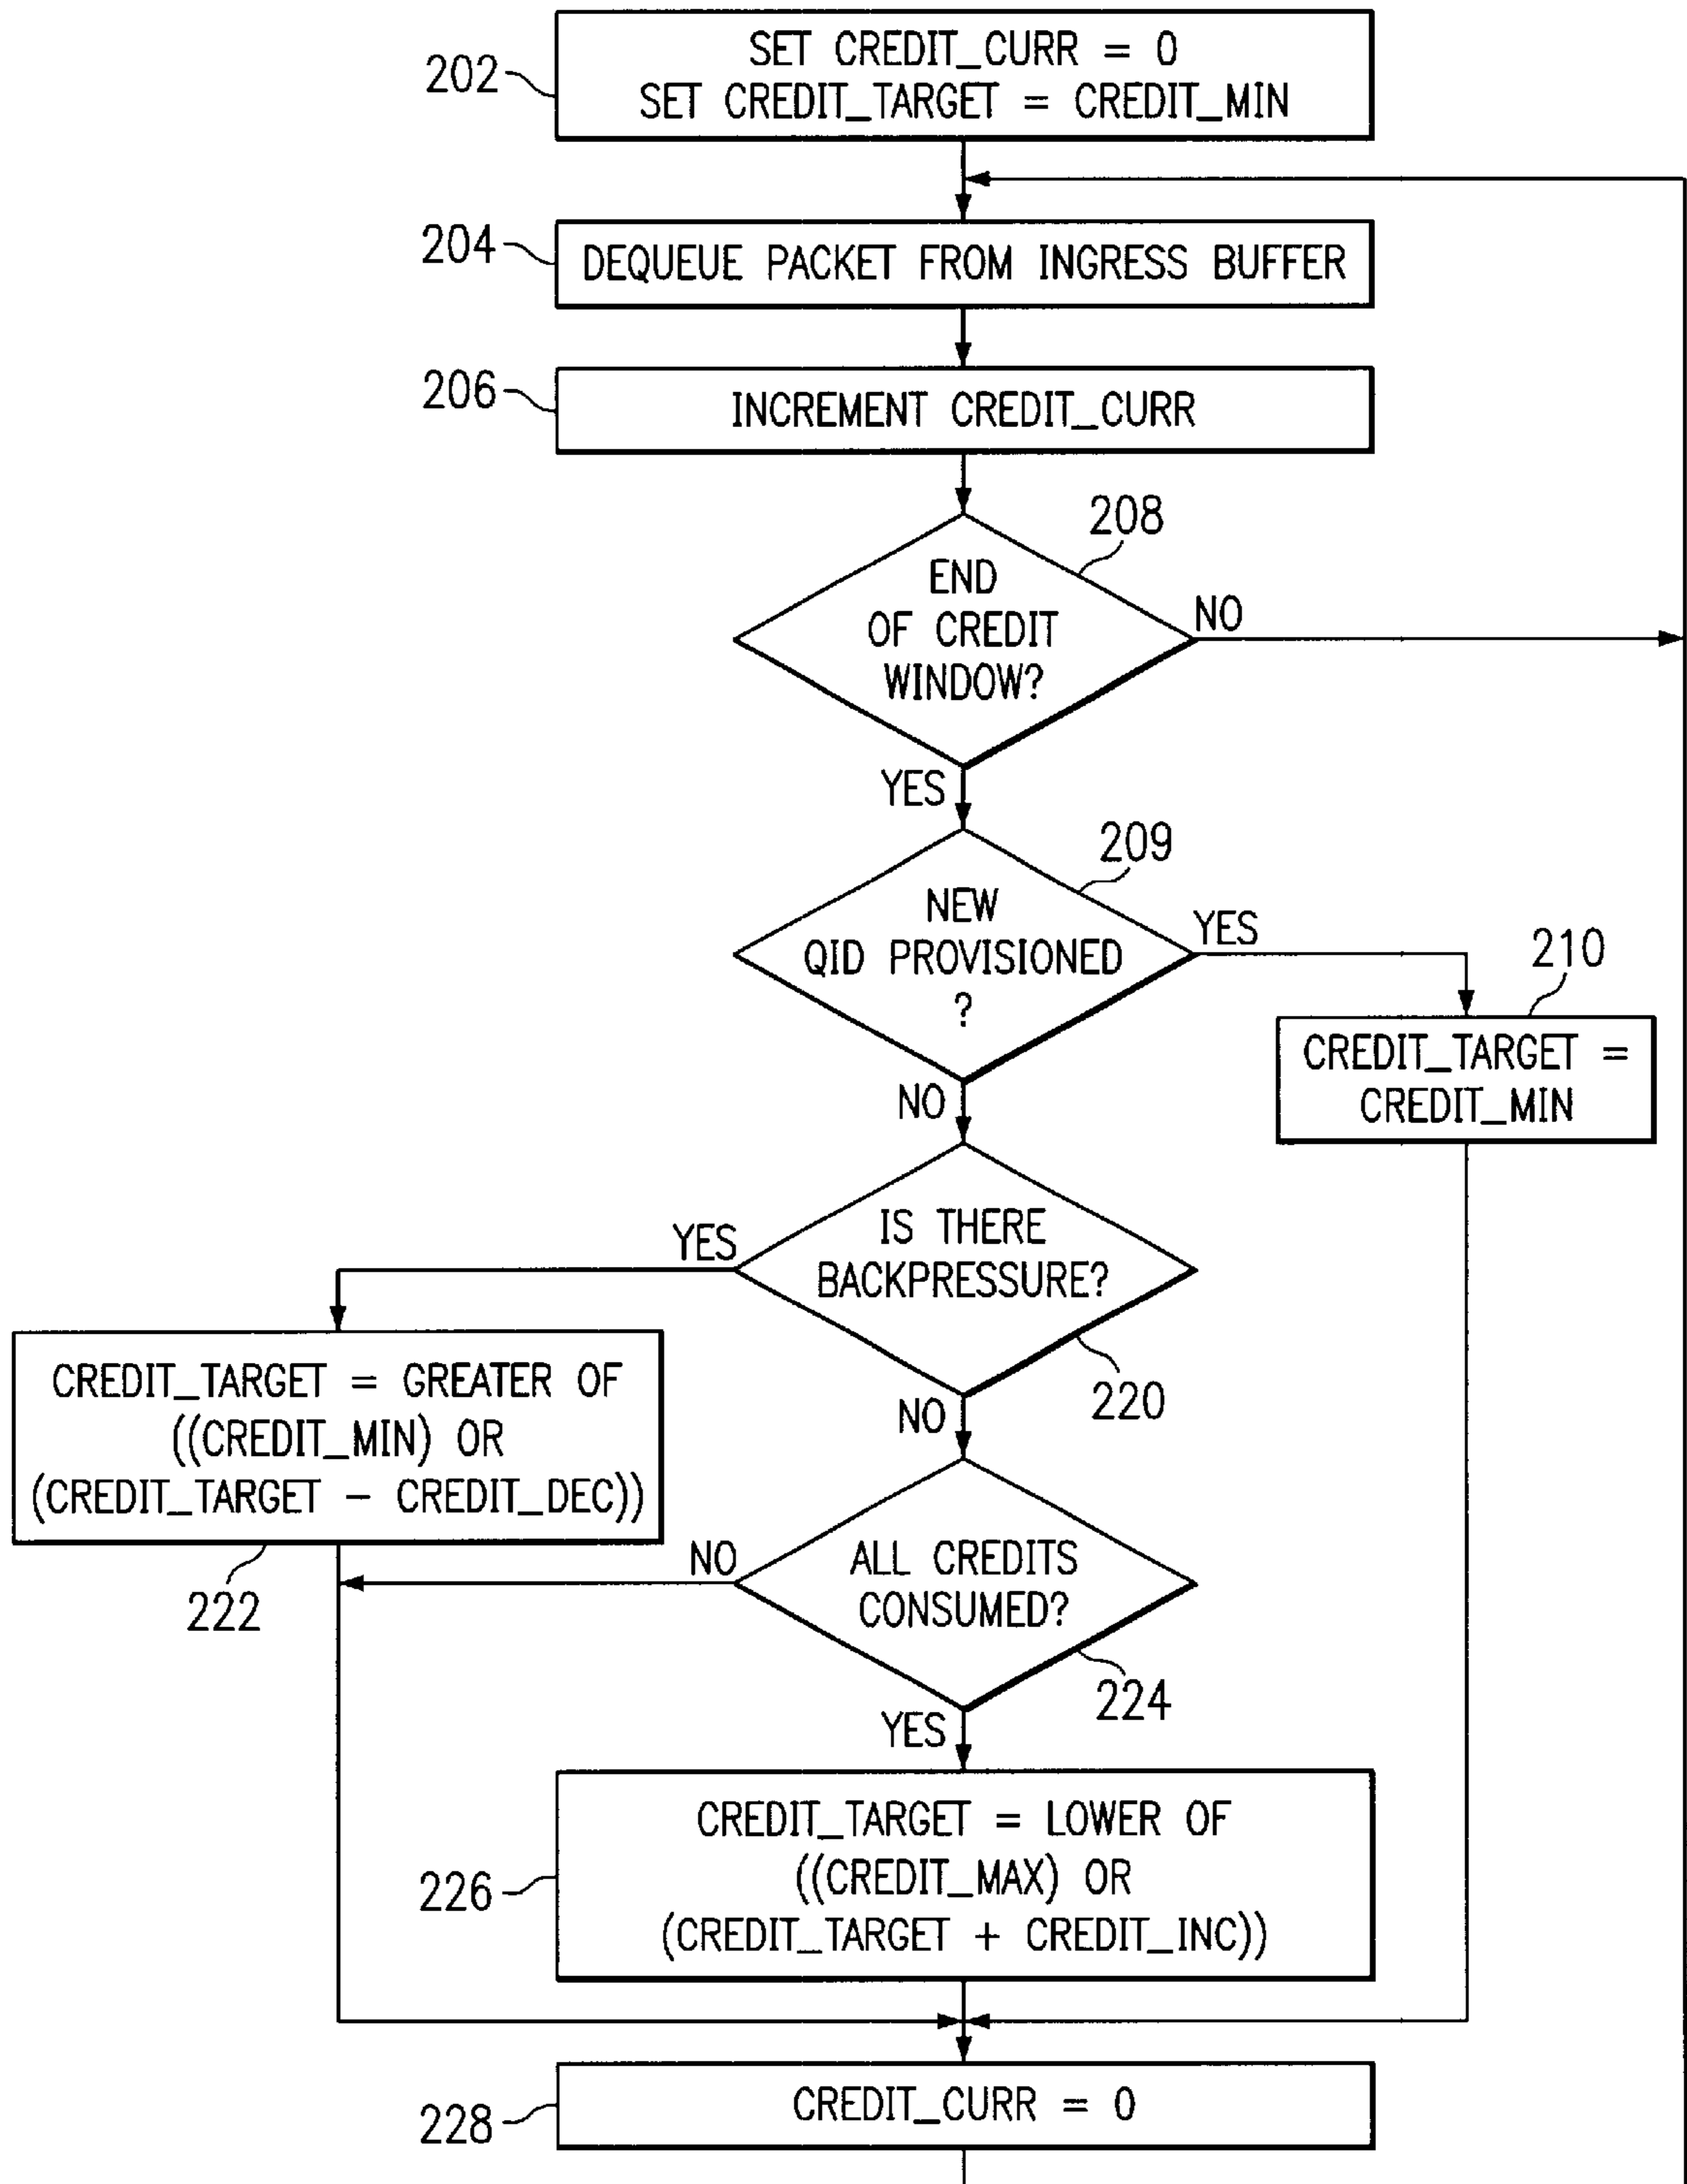 SET CREDIT_CURR = 0
202
SET CREDIT_TARGET = CREDIT_MIN
204
DEQUEUE PACKET FROM INGRESS BUFFER
206
INCREMENT CREDIT_CURR
208
END
OF CREDIT
WINDOW?
NO
YES
209
NEW
QID PROVISIONED
?
YES
210
CREDIT_TARGET =
CREDIT_MIN
NO
IS THERE
BACKPRESSURE?
YES
220
NO
CREDIT_TARGET = GREATER OF
((CREDIT_MIN) OR
(CREDIT_TARGET – CREDIT_DEC))
222
NO
ALL CREDITS
CONSUMED?
224
YES
CREDIT_TARGET = LOWER OF
((CREDIT_MAX) OR
(CREDIT_TARGET + CREDIT_INC))
226
CREDIT_CURR = 0
228